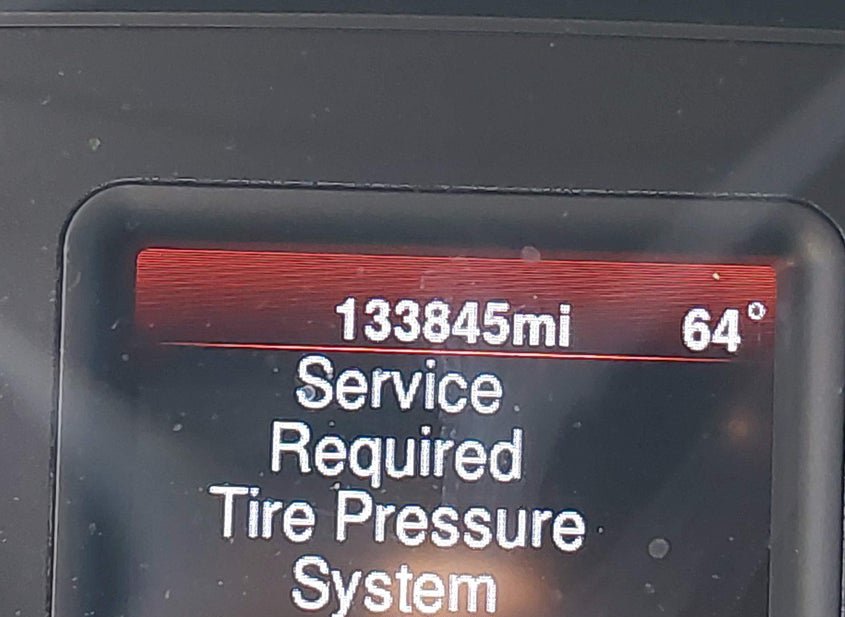 133845mi 64°
Service
Required
Tire Pressure
System